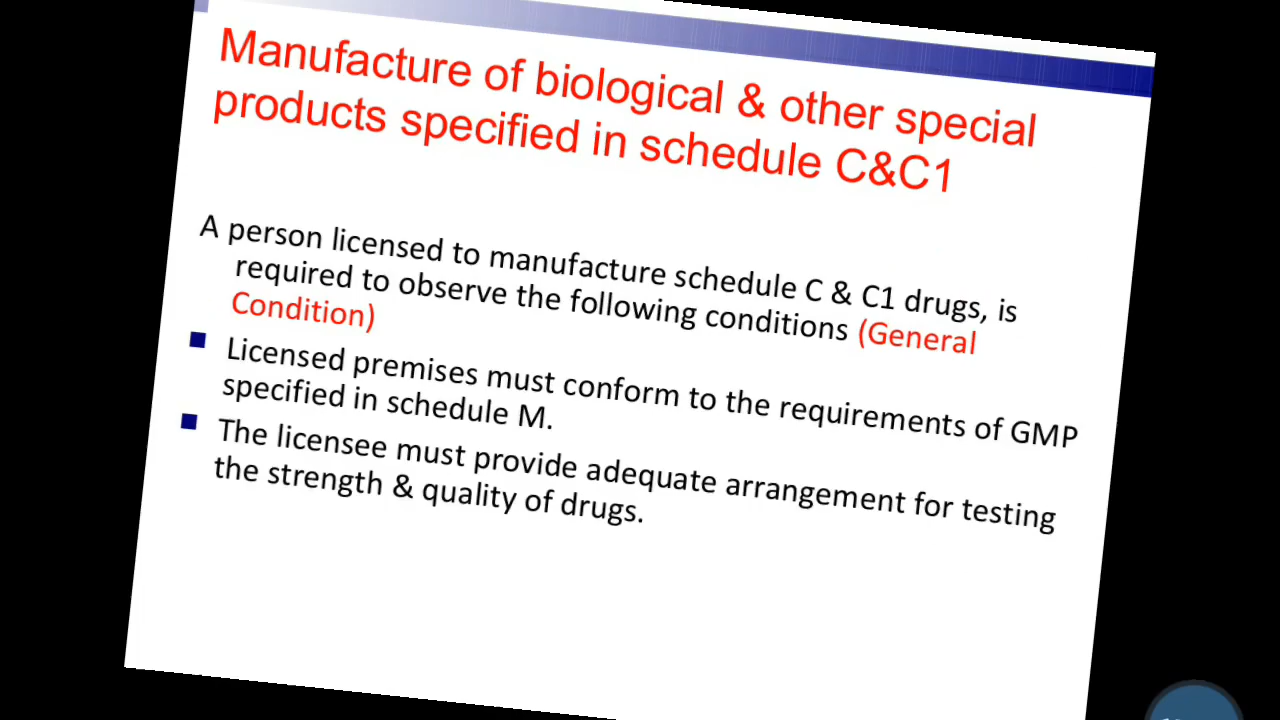 Manufacture of biological & other special
products specified in schedule C&C1
A person licensed to manufacture schedule C & C1 drugs, is
required to observe the following conditions (General
Condition)
Licensed premises must conform to the requirements of GMP
specified in schedule M.
The licensee must provide adequate arrangement for testing
the strength & quality of drugs.